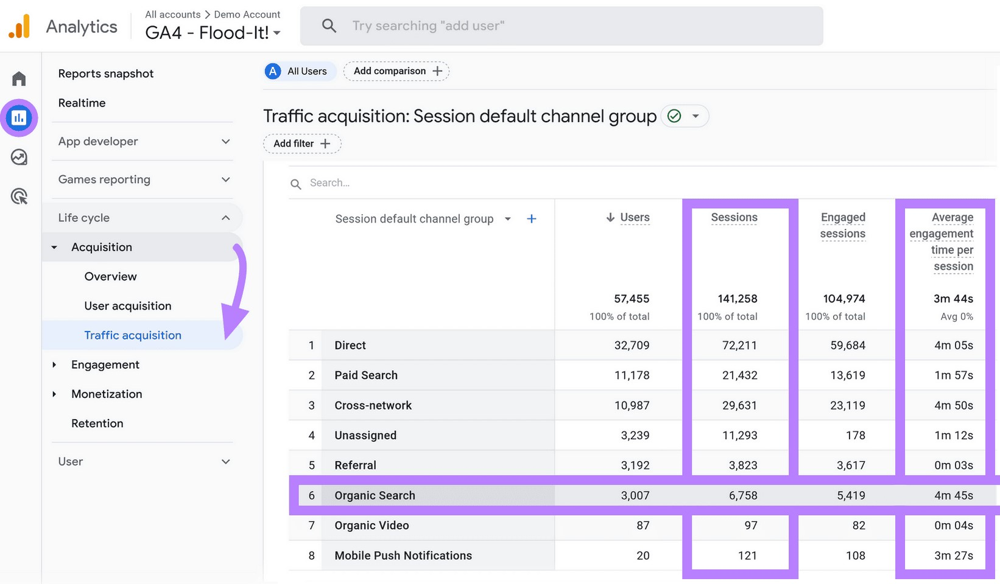 Analytics
All accounts > Demo Account
GA4 - Flood-It!
Try searching "add user"
Reports snapshot
Realtime
App developer
Games reporting
Life cycle
Acquisition
Overview
User acquisition
Traffic acquisition
Engagement
Monetization
Retention
User
A All Users Add comparison +
Traffic acquisition: Session default channel group
Add filter +
Search...
Session default channel group +
↓ Users
Sessions
Engaged
sessions
Average
engagement
time per
session
57,455 141,258 104,974 3m 44s
100% of total 100% of total 100% of total Avg 0%
1 Direct 32,709 72,211 59,684 4m 05s
2 Paid Search 11,178 21,432 13,619 1m 57s
3 Cross-network 10,987 29,631 23,119 4m 50s
4 Unassigned 3,239 11,293 178 1m 12s
5 Referral 3,192 3,823 3,617 0m 03s
6 Organic Search 3,007 6,758 5,419 4m 45s
7 Organic Video 87 97 82 0m 04s
8 Mobile Push Notifications 20 121 108 3m 27s